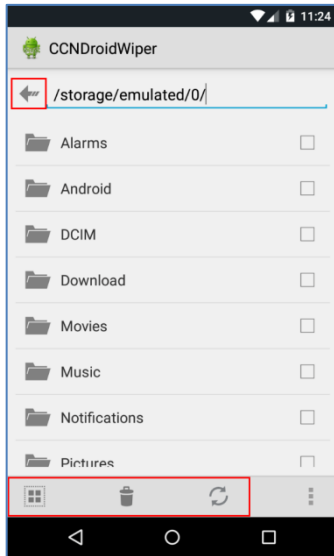 11:24
CCNDroidWiper
/storage/emulated/0/
Alarms
Android
DCIM
Download
Movies
Music
Notifications
Pictures